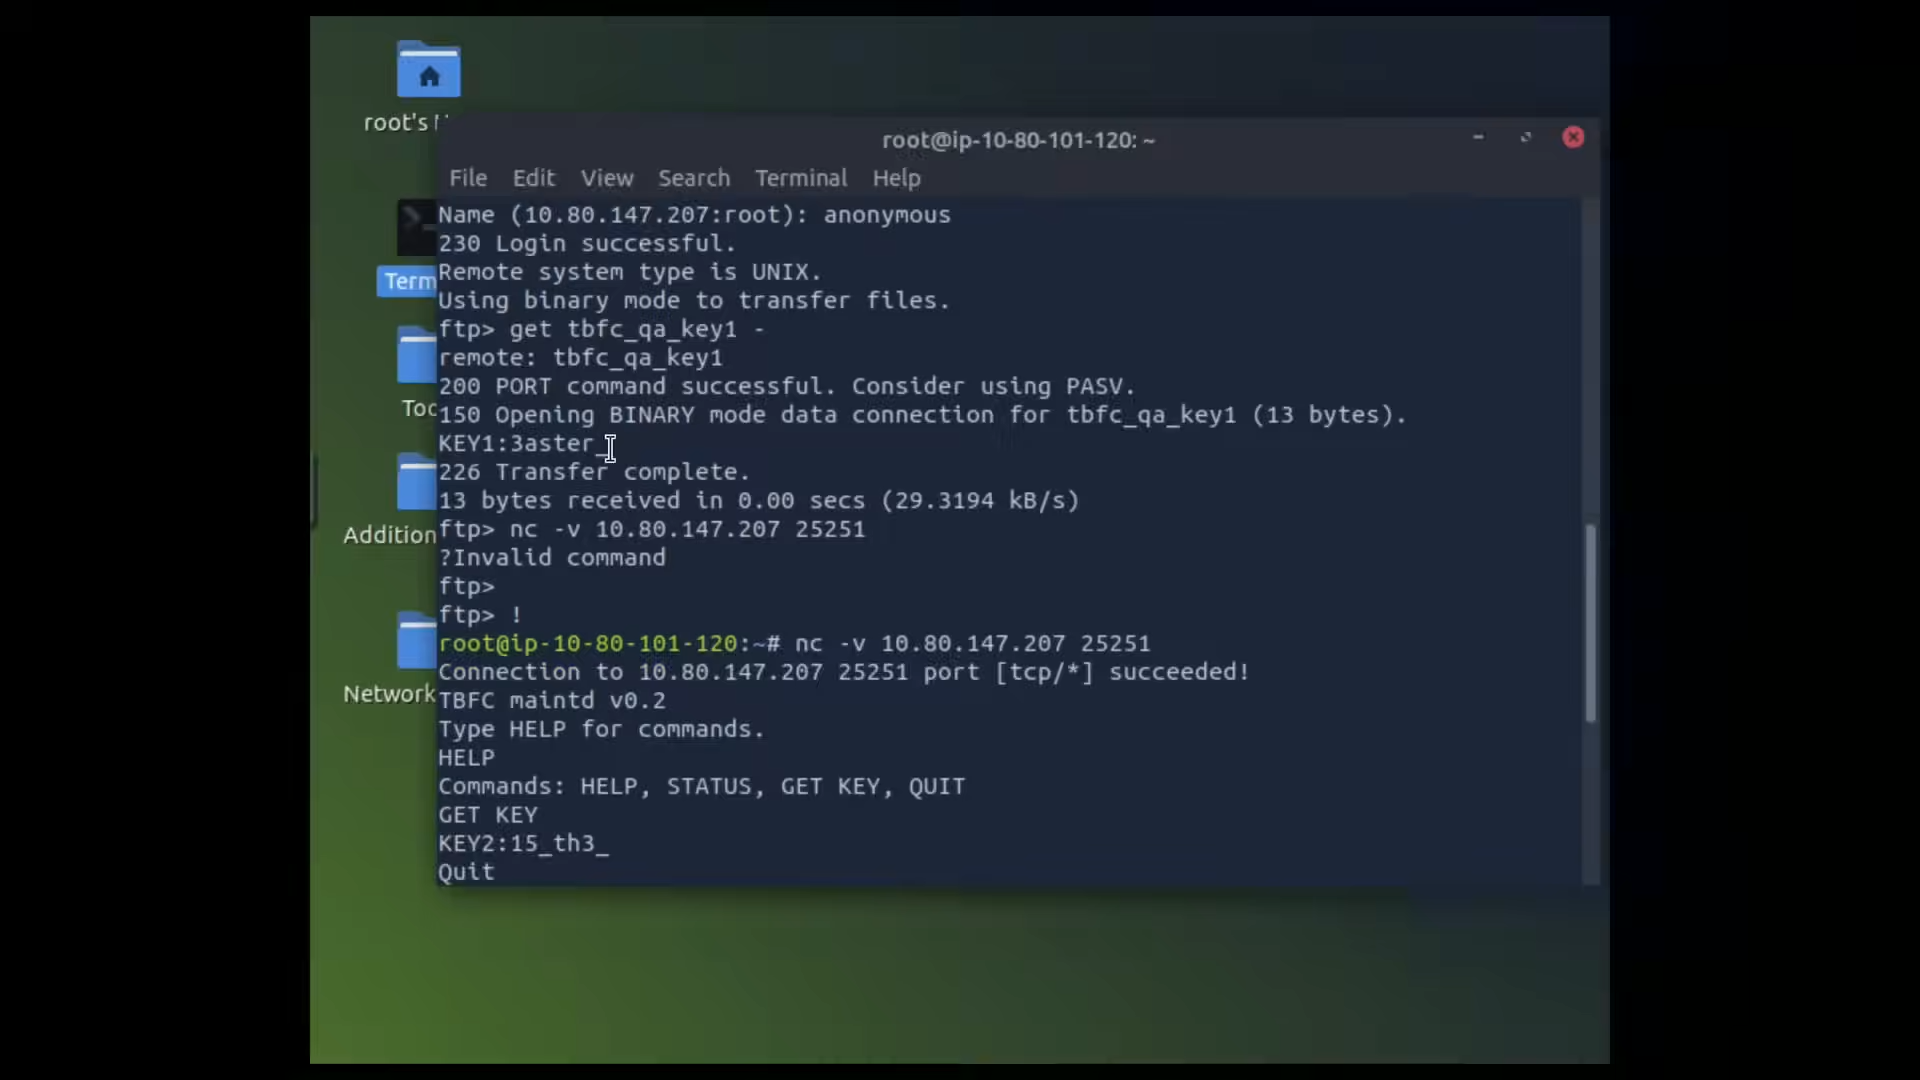 root's
Term
Too
Addition
Network
root@ip-10-80-101-120: ~
File Edit View Search Terminal Help
Name (10.80.147.207:root): anonymous
230 Login successful.
Remote system type is UNIX.
Using binary mode to transfer files.
ftp> get tbfc_qa_key1 -
remote: tbfc_qa_key1
200 PORT command successful. Consider using PASV.
150 Opening BINARY mode data connection for tbfc_qa_key1 (13 bytes).
KEY1:3aster_
226 Transfer complete.
13 bytes received in 0.00 secs (29.3194 kB/s)
ftp> nc -v 10.80.147.207 25251
?Invalid command
ftp>
ftp> !
root@ip-10-80-101-120:~# nc -v 10.80.147.207 25251
Connection to 10.80.147.207 25251 port [tcp/*] succeeded!
TBFC maintd v0.2
Type HELP for commands.
HELP
Commands: HELP, STATUS, GET KEY, QUIT
GET KEY
KEY2:15_th3_
Quit